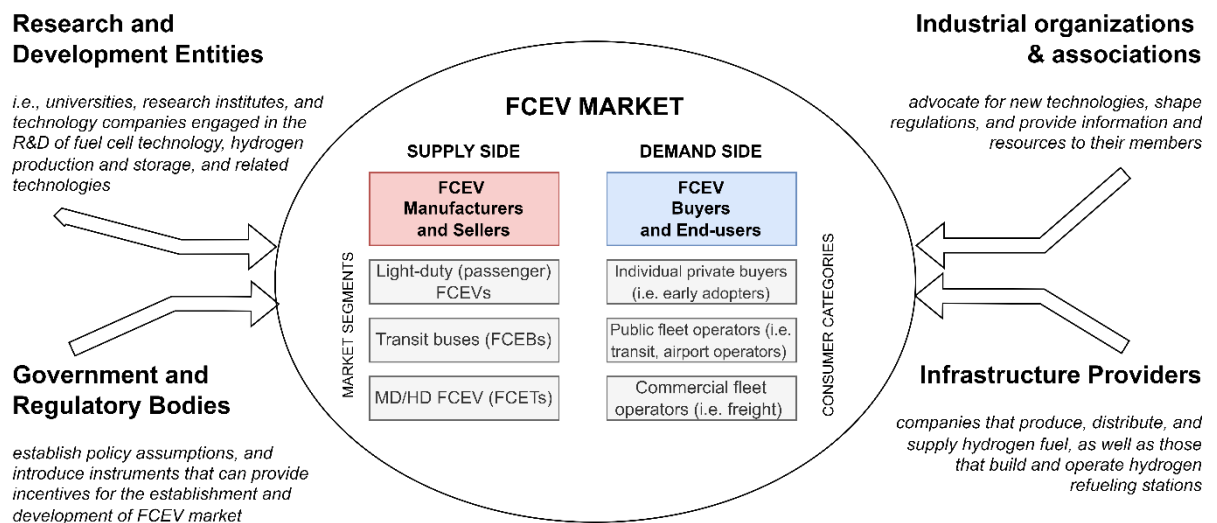 Research and
Development Entities
i.e., universities, research institutes, and
technology companies engaged in the
R&D of fuel cell technology, hydrogen
production and storage, and related
technologies
Industrial organizations
& associations
advocate for new technologies, shape
regulations, and provide information and
resources to their members
FCEV MARKET
SUPPLY SIDE
FCEV
Manufacturers
and Sellers
MARKET SEGMENTS
Light-duty (passenger)
FCEVs
Transit buses (FCEBs)
MD/HD FCEV (FCETs)
DEMAND SIDE
FCEV
Buyers
and End-users
Individual private buyers
(i.e. early adopters)
Public fleet operators (i.e.
transit, airport operators)
Commercial fleet
operators (i.e. freight)
CONSUMER CATEGORIES
Government and
Regulatory Bodies
establish policy assumptions, and
introduce instruments that can provide
incentives for the establishment and
development of FCEV market
Infrastructure Providers
companies that produce, distribute, and
supply hydrogen fuel, as well as those
that build and operate hydrogen
refueling stations